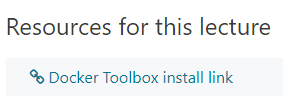 Resources for this lecture
Docker Toolbox install link